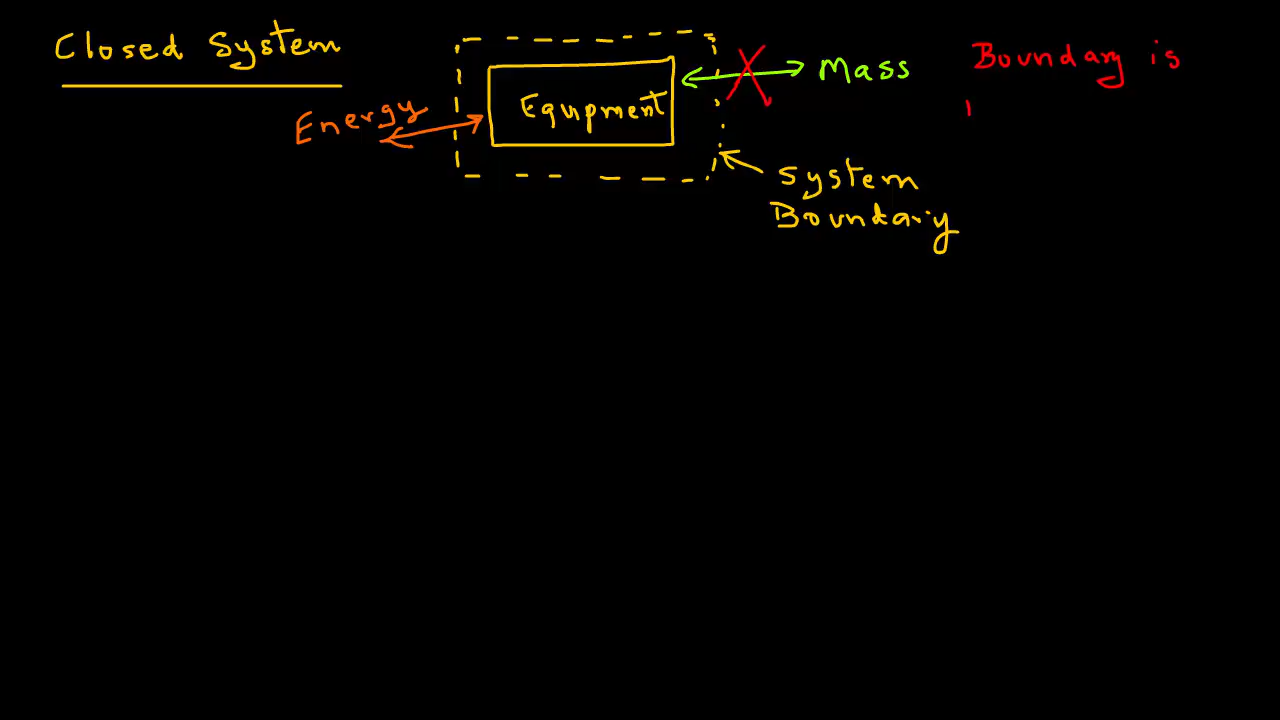 Closed System
Energy
Equipment
Mass
System
Boundary
Boundary is